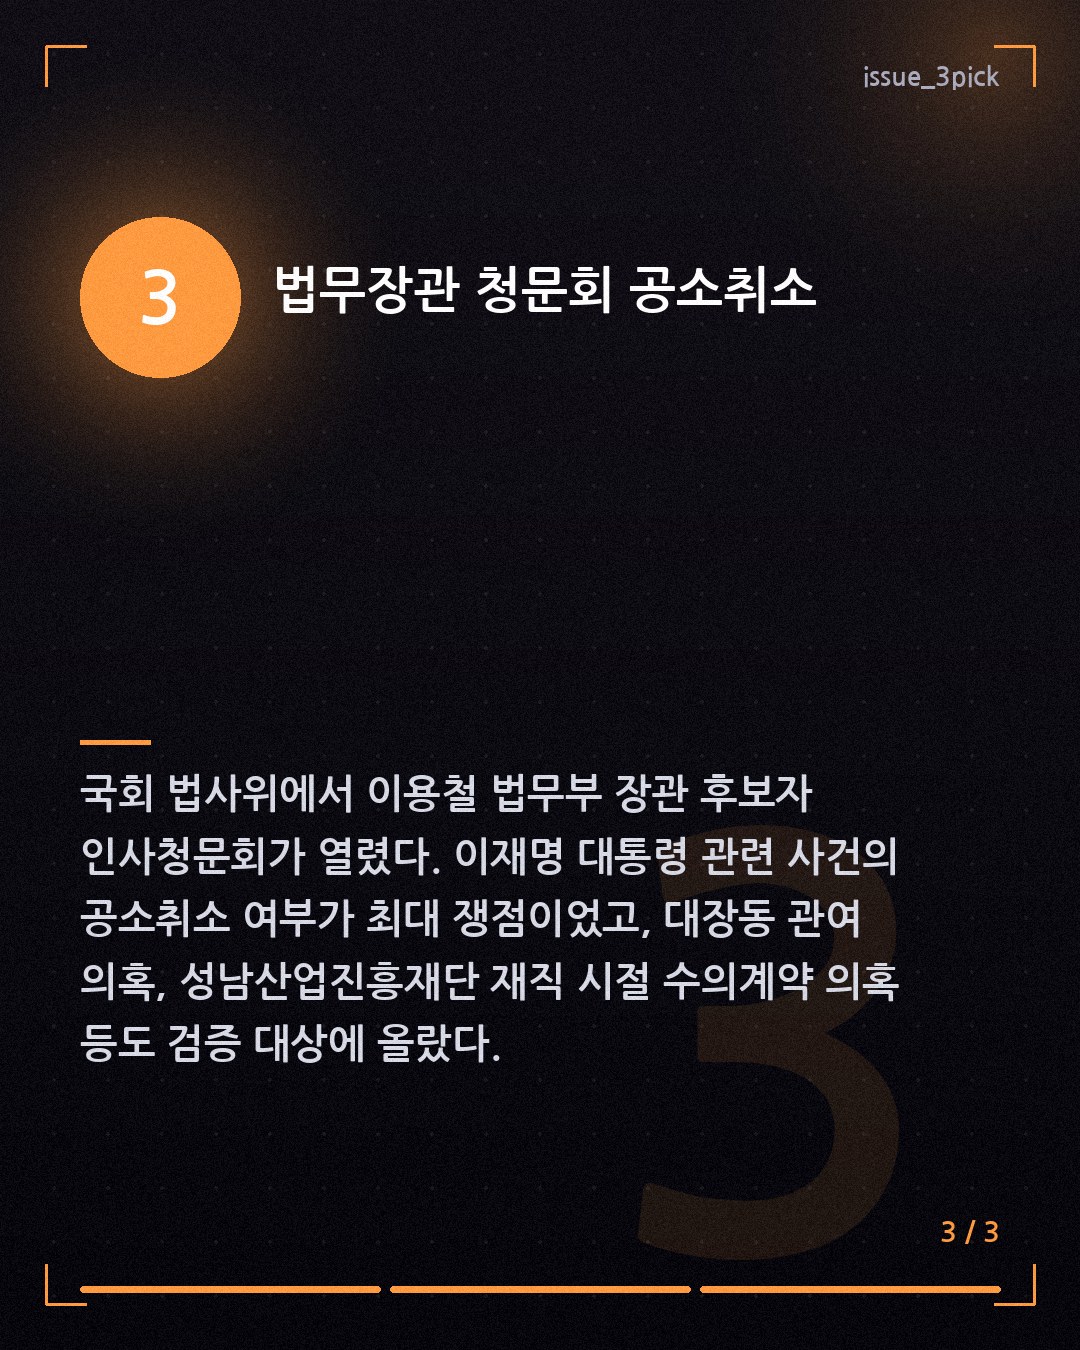 issue_3pick
3
법무장관 청문회 공소취소
국회 법사위에서 이용철 법무부 장관 후보자
인사청문회가 열렸다. 이재명 대통령 관련 사건의
공소취소 여부가 최대 쟁점이었고, 대장동 관여
의혹, 성남산업진흥재단 재직 시절 수의계약 의혹
등도 검증 대상에 올랐다.
3
3 / 3